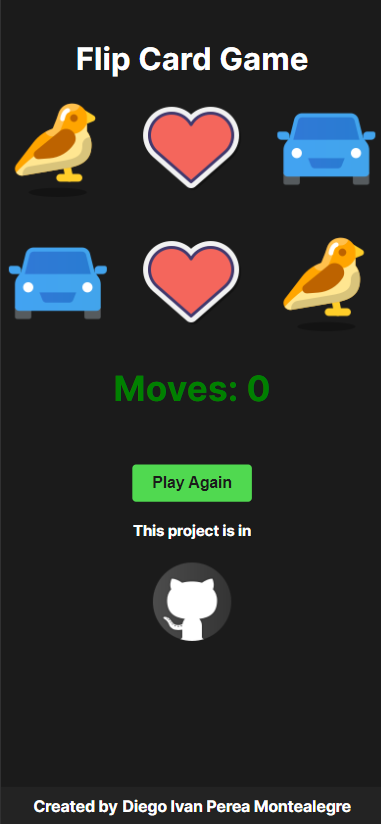 Flip Card Game
Moves: 0
Play Again
This project is in
Created by Diego Ivan Perea Montealegre